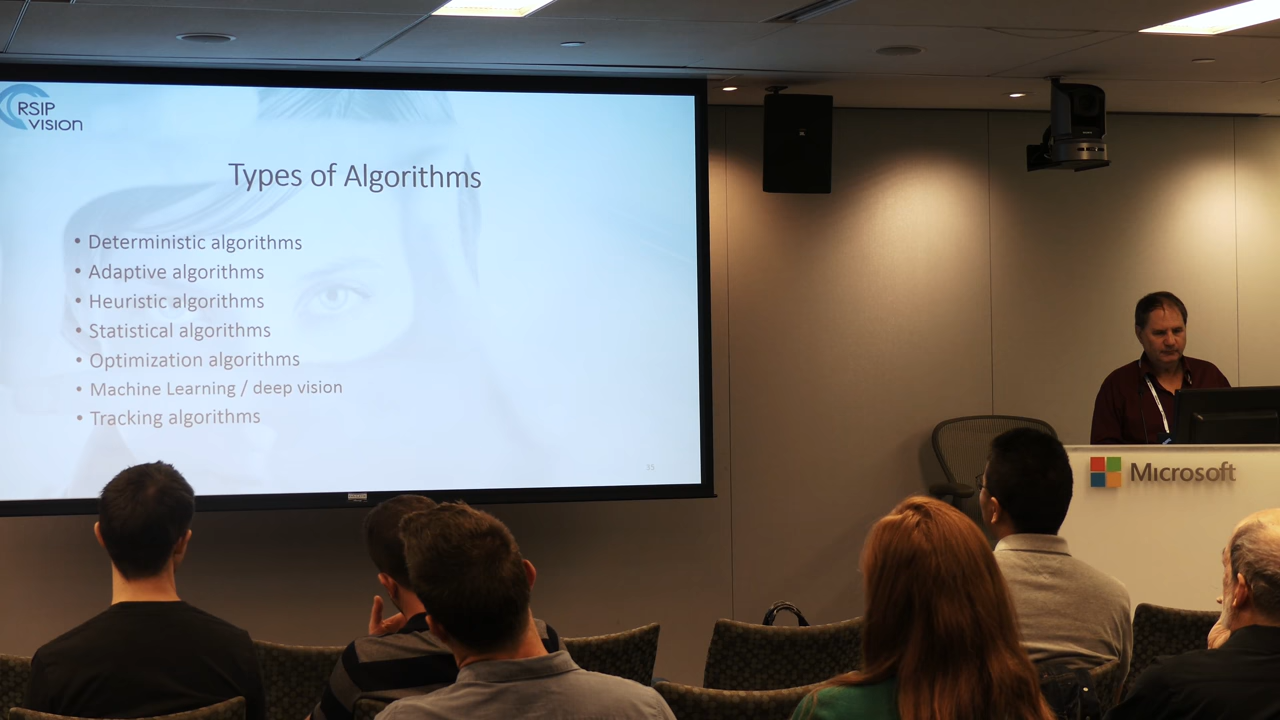 RSIP
VISION
Types of Algorithms
• Deterministic algorithms
• Adaptive algorithms
• Heuristic algorithms
• Statistical algorithms
• Optimization algorithms
• Machine Learning / deep vision
• Tracking algorithms
35
Microsoft